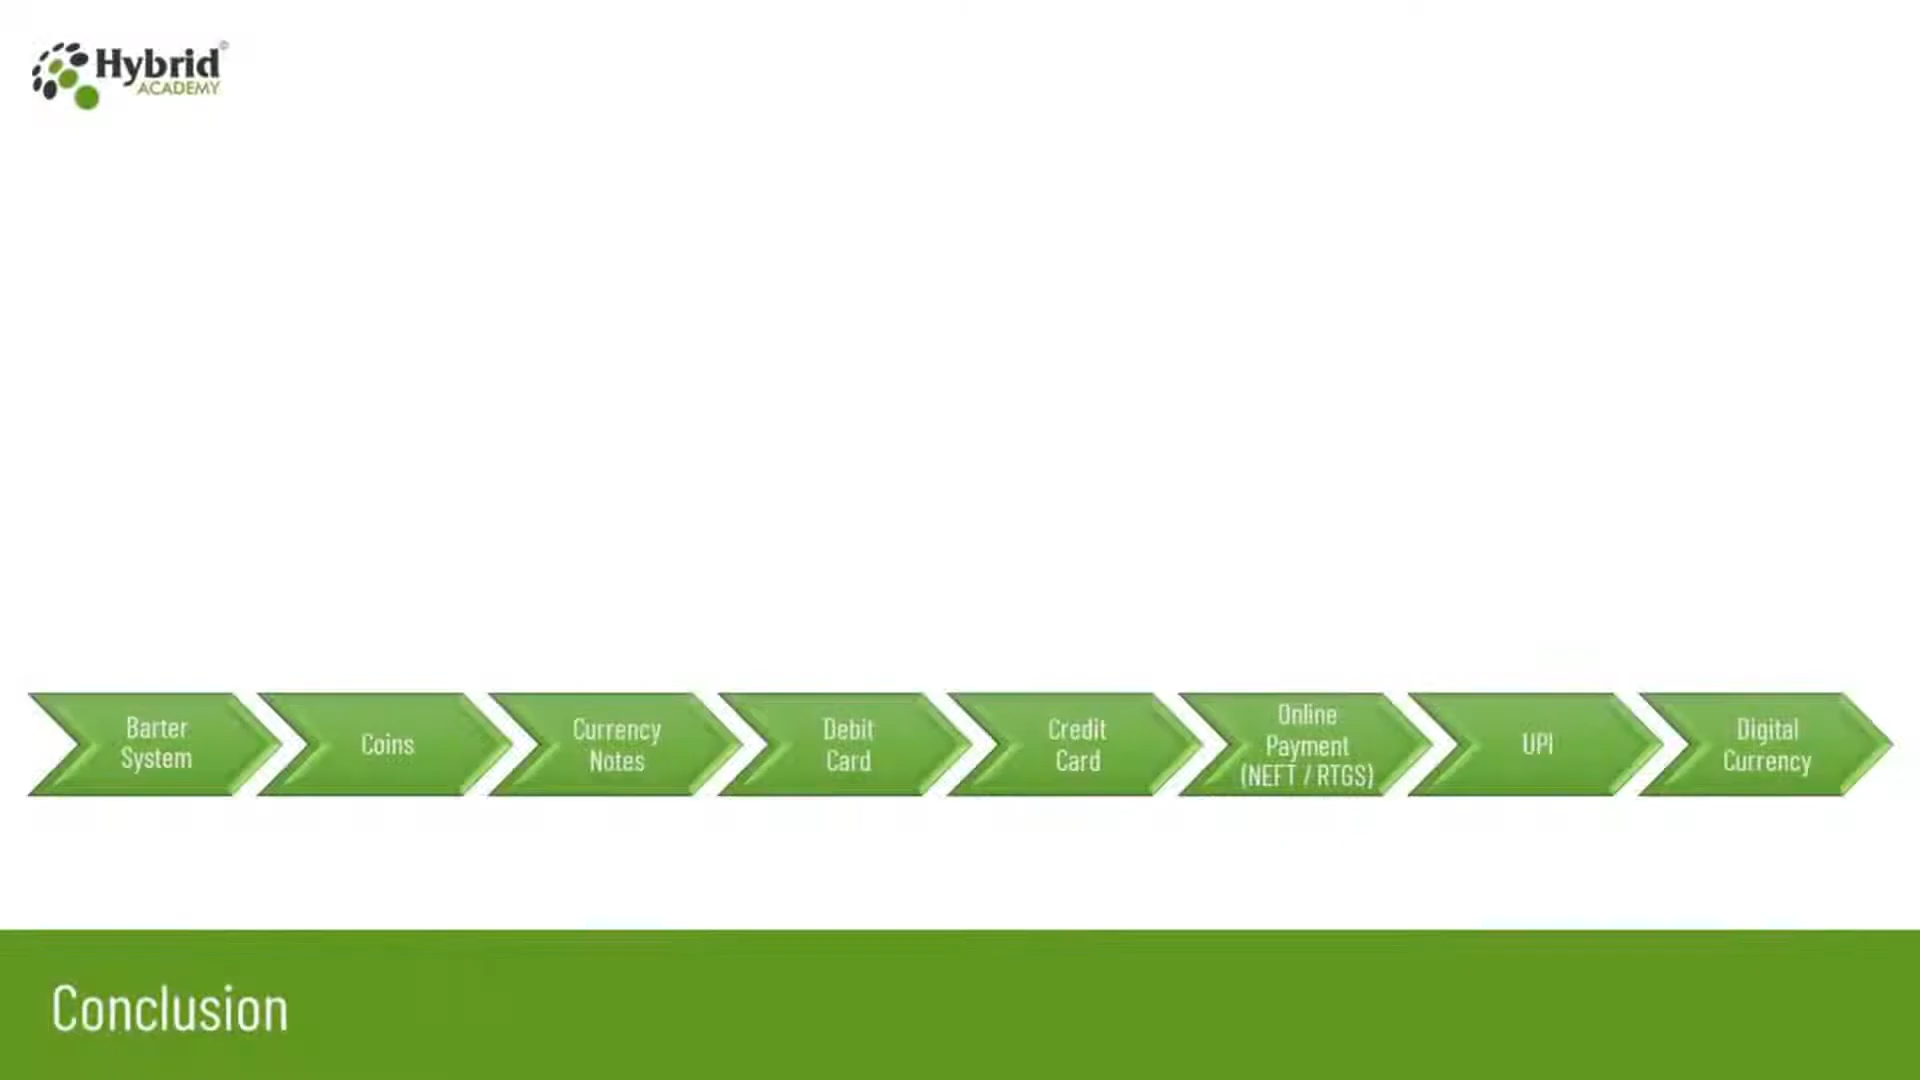 Hybrid
ACADEMY
Barter
System
Coins
Currency
Notes
Debit
Card
Credit
Card
Online
Payment
(NEFT / RTGS)
UPI
Digital
Currency
Conclusion